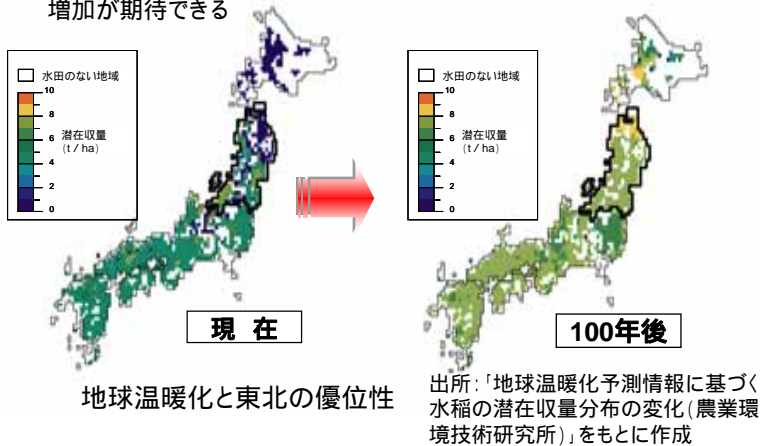 増加が期待できる
水田のない地域
10
8
6
4
2
0
潜在収量
(t/ha)
水田のない地域
10
8
6
4
2
0
潜在収量
(t/ha)
現 在
100年後
地球温暖化と東北の優位性
出所:「地球温暖化予測情報に基づく
水稲の潜在収量分布の変化(農業環
境技術研究所)」をもとに作成